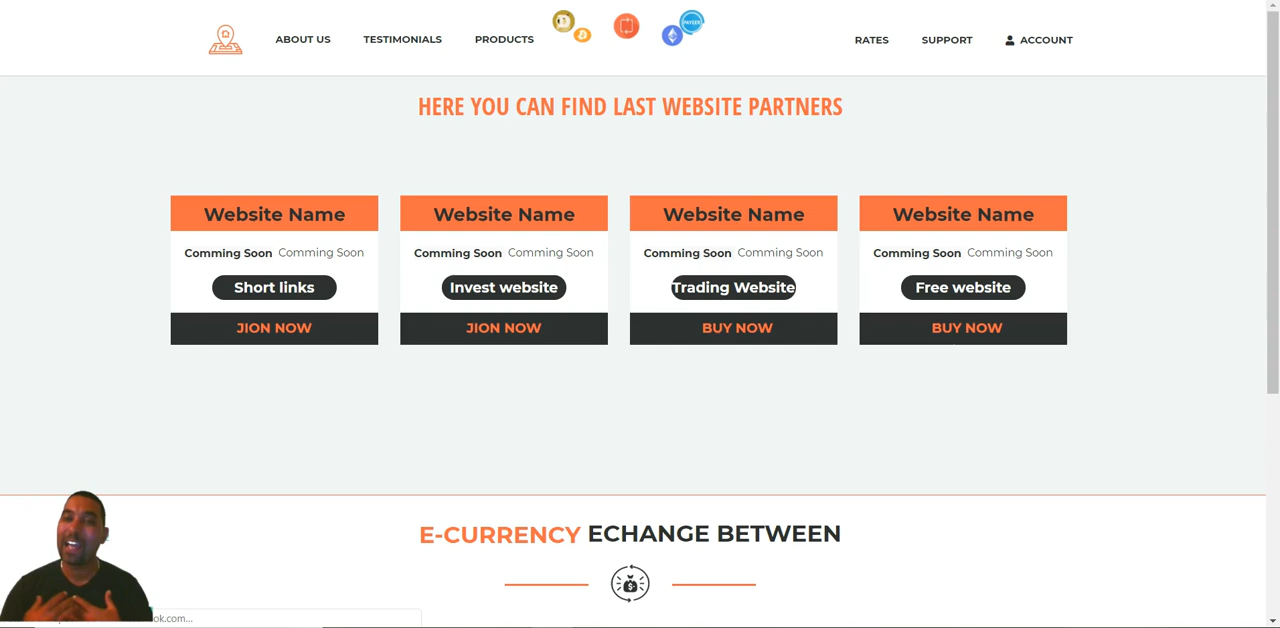 ABOUT US
TESTIMONIALS
PRODUCTS
PAYEER
RATES
SUPPORT
ACCOUNT
HERE YOU CAN FIND LAST WEBSITE PARTNERS
Website Name
Comming Soon Comming Soon
Short links
JION NOW
Website Name
Comming Soon Comming Soon
Invest website
JION NOW
Website Name
Comming Soon Comming Soon
Trading Website
BUY NOW
Website Name
Comming Soon Comming Soon
Free website
BUY NOW
E-CURRENCY ECHANGE BETWEEN
ok.com...